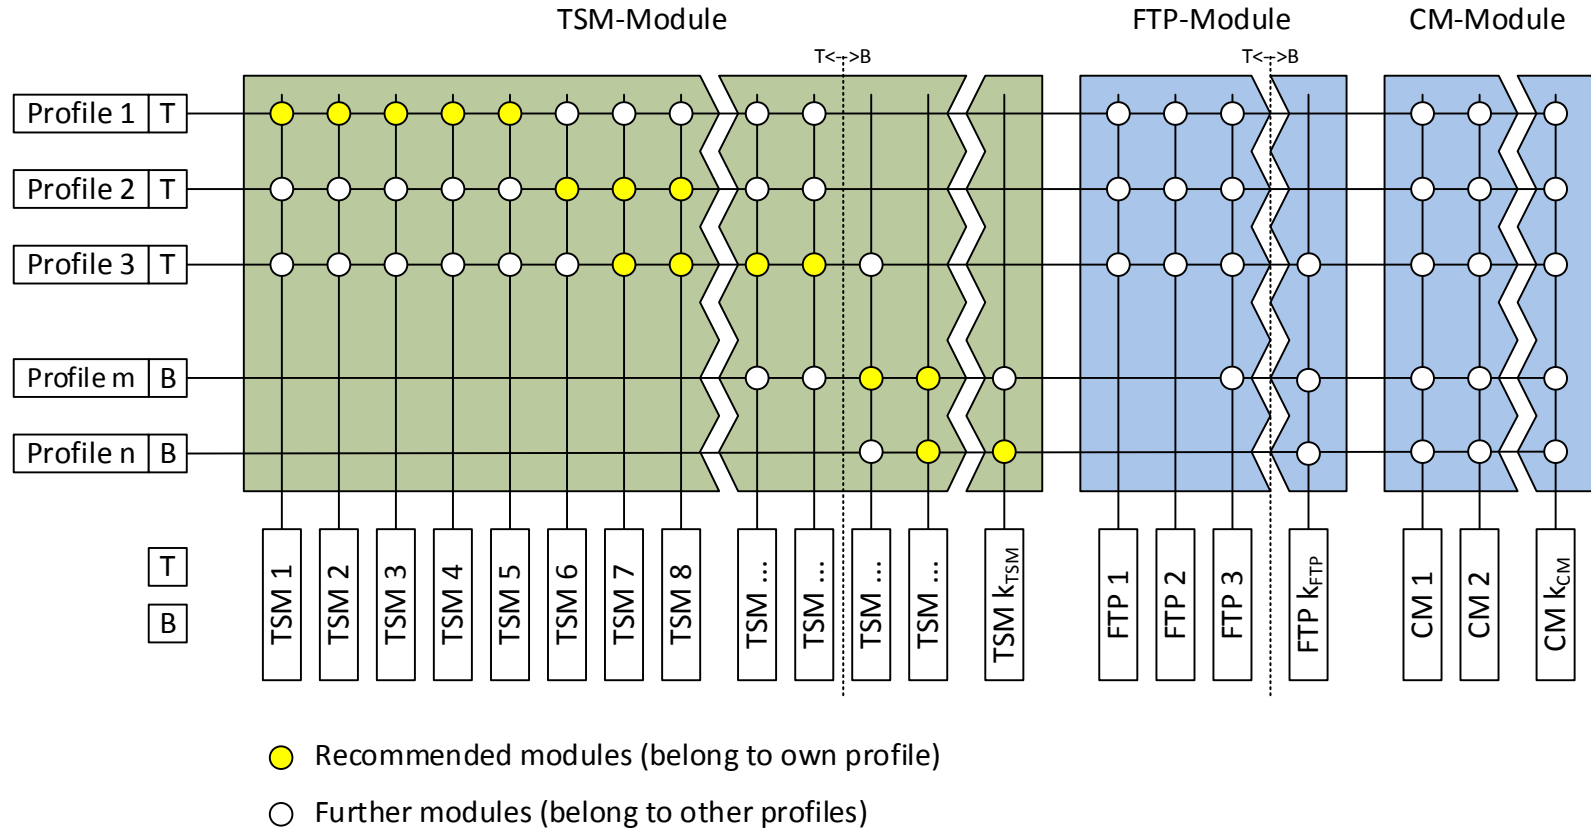 TSM-Module
FTP-Module
CM-Module
T<-->B
T<-->B
Profile 1 T
Profile 2 T
Profile 3 T
Profile m B
Profile n B
T
B
TSM 1
TSM 2
TSM 3
TSM 4
TSM 5
TSM 6
TSM 7
TSM 8
TSM ...
TSM ...
TSM ...
TSM ...
TSM kTSM
FTP 1
FTP 2
FTP 3
FTP kFTP
CM 1
CM 2
CM kCM
Recommended modules (belong to own profile)
Further modules (belong to other profiles)